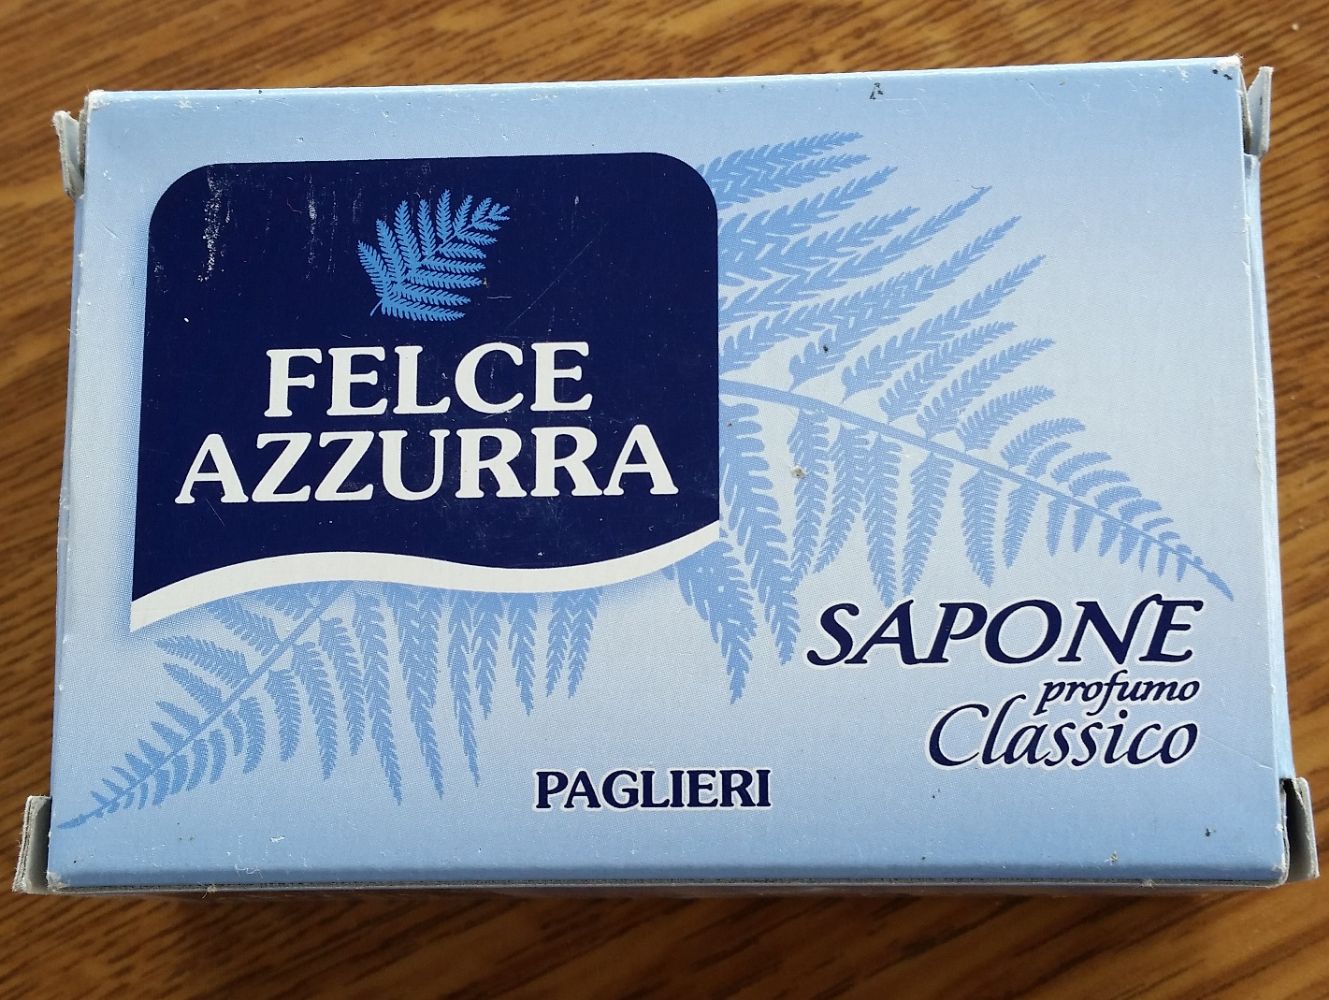 FELCE
AZZURRA
SAPONE
profumo
Classico
PAGLIERI